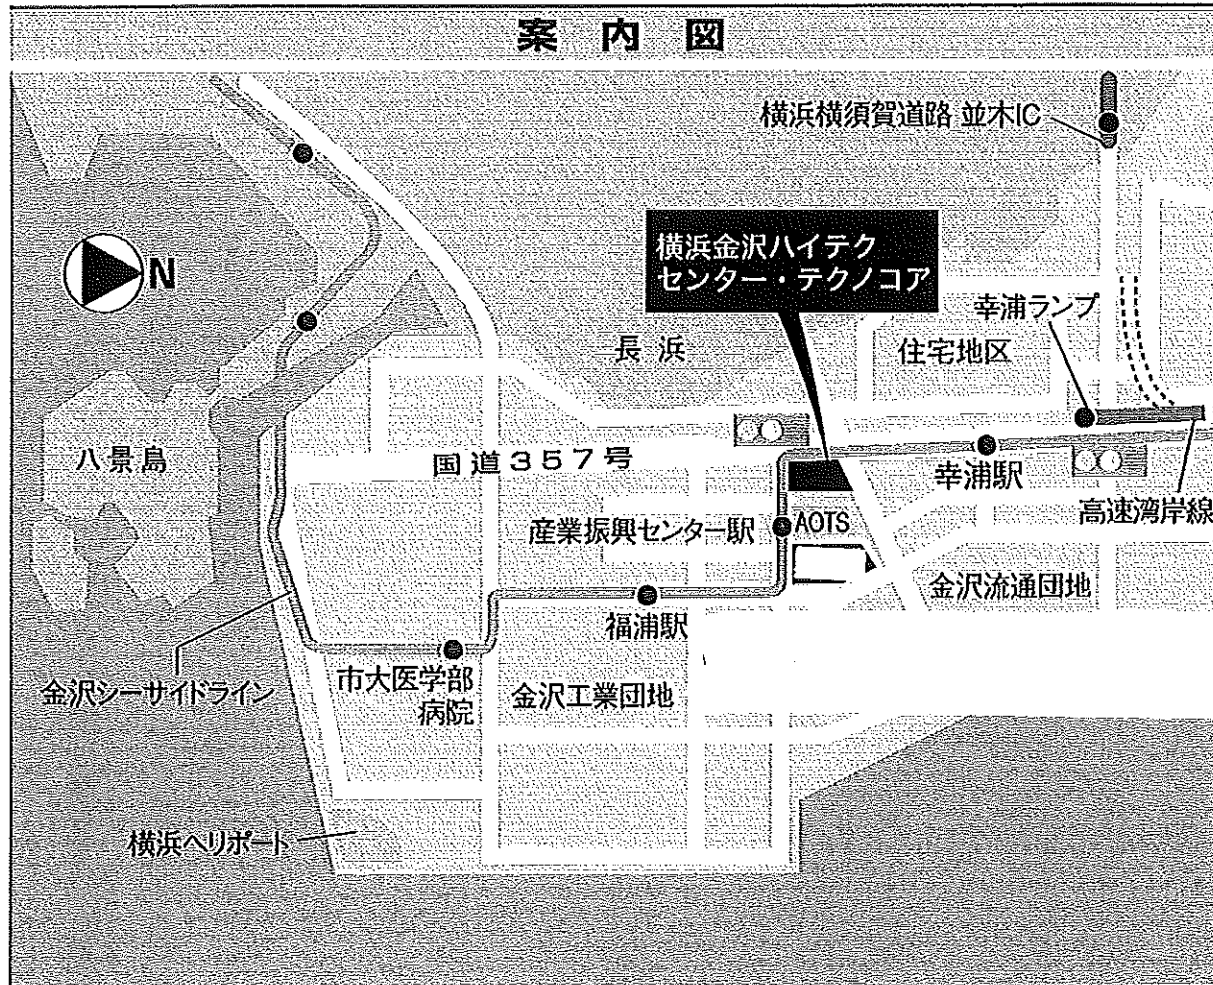 案内図
横浜横須賀道路 並木IC
N
横浜金沢ハイテク
センター・テクノコア
幸浦ランプ
長浜
住宅地区
八景島
国道357号
幸浦駅
高速湾岸線
産業振興センター駅
AOTS
金沢流通団地
福浦駅
金沢シーサイドライン
市大医学部
病院
金沢工業団地
横浜ヘリポート